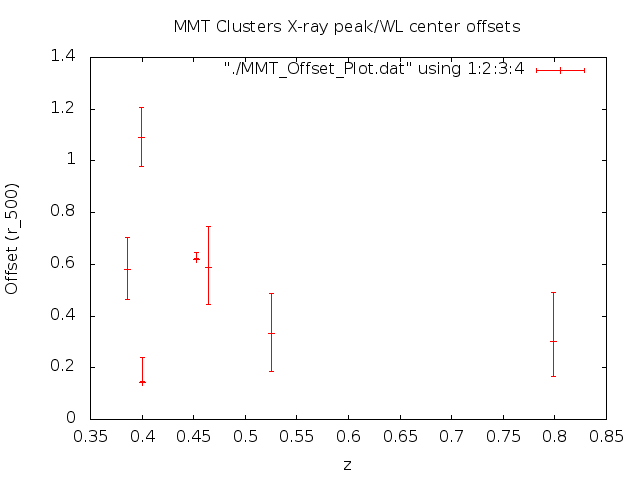 MMT Clusters X-ray peak/WL center offsets
"./MMT_Offset_Plot.dat" using 1:2:3:4
1.4
1.2
1
0.8
0.6
0.4
0.2
0
Offset (r_500)
0.35 0.4 0.45 0.5 0.55 0.6 0.65 0.7 0.75 0.8 0.85
z